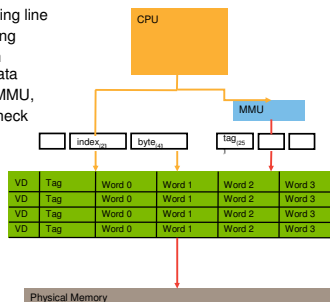 ing line
ing
ata
MMU,
heck
CPU
MMU
index(21
byte(43
tag(25
)
VD Tag Word 0 Word 1 Word 2 Word 3
VD Tag Word 0 Word 1 Word 2 Word 3
VD Tag Word 0 Word 1 Word 2 Word 3
VD Tag Word 0 Word 1 Word 2 Word 3
Physical Memory